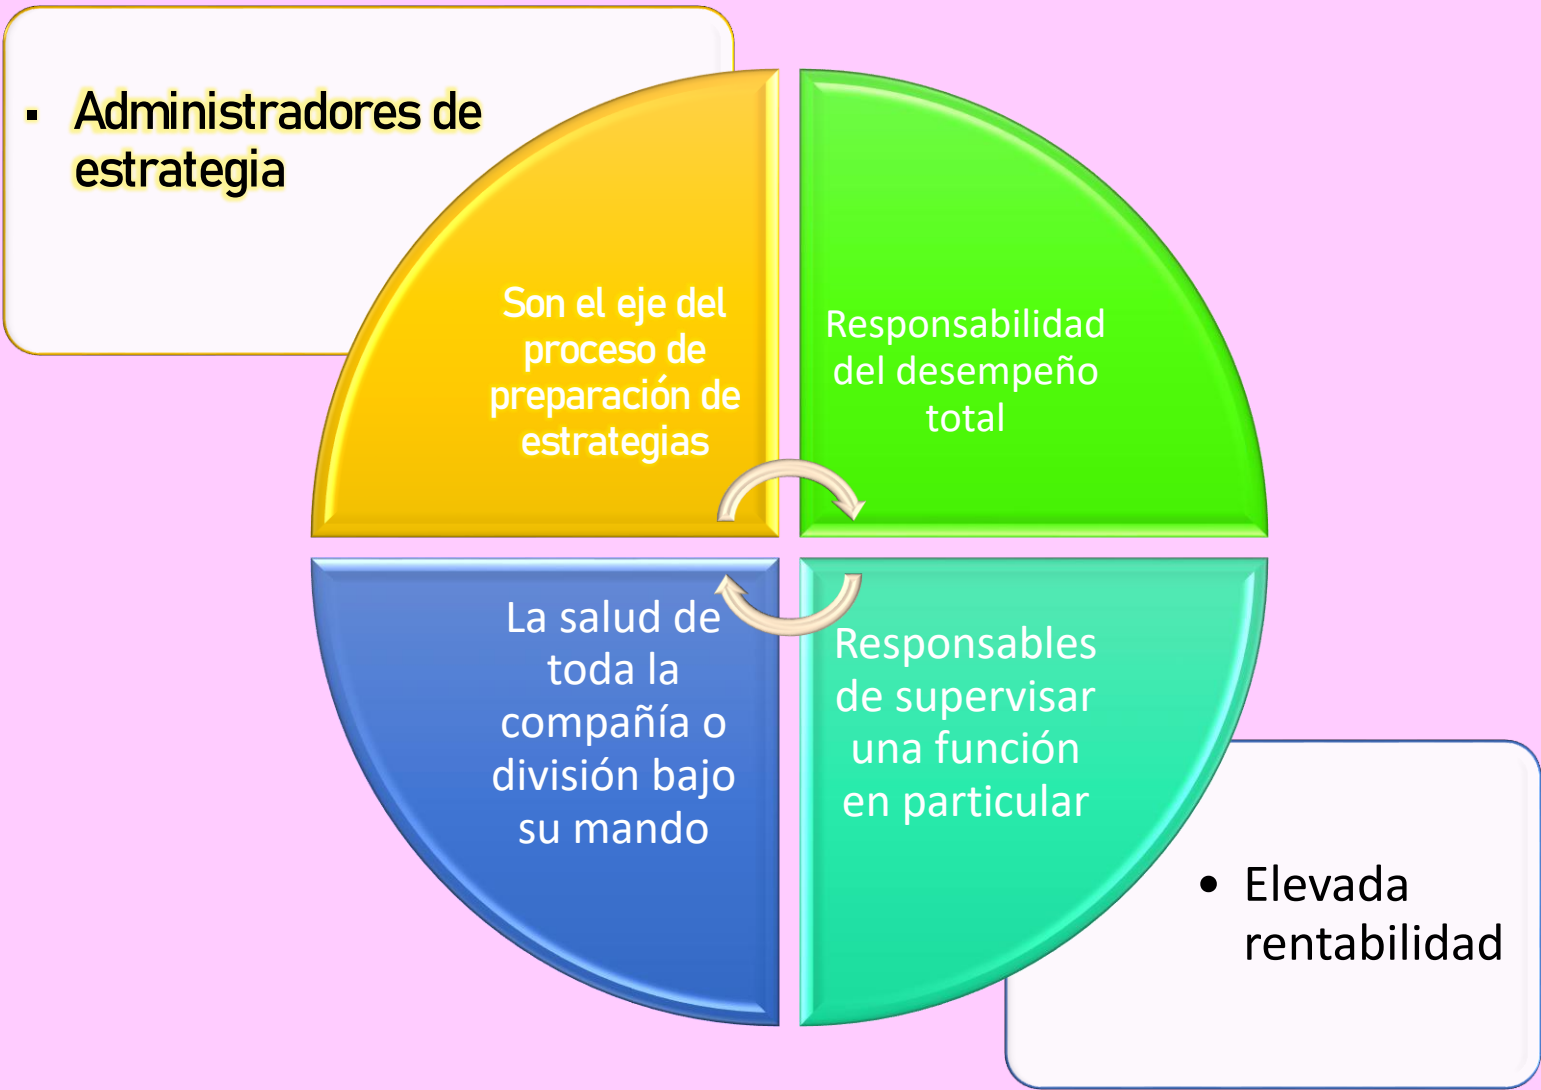 ▪ Administradores de
estrategia
Son el eje del
proceso de
preparación de
estrategias
Responsabilidad
del desempeño
total
La salud de
toda la
compañía o
división bajo
su mando
Responsables
de supervisar
una función
en particular
• Elevada
rentabilidad